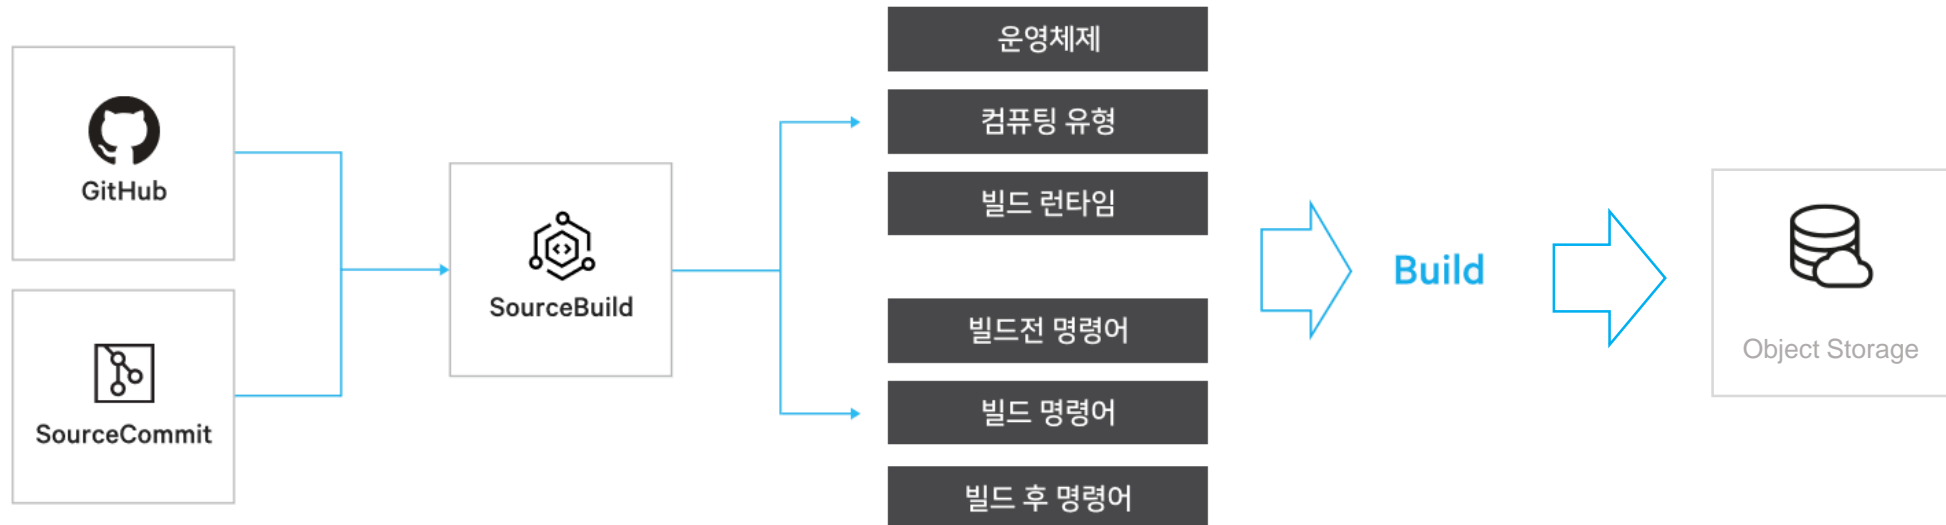 GitHub
SourceCommit
SourceBuild
운영체제
컴퓨팅 유형
빌드 런타임
빌드전 명령어
빌드 명령어
빌드 후 명령어
Build
Object Storage